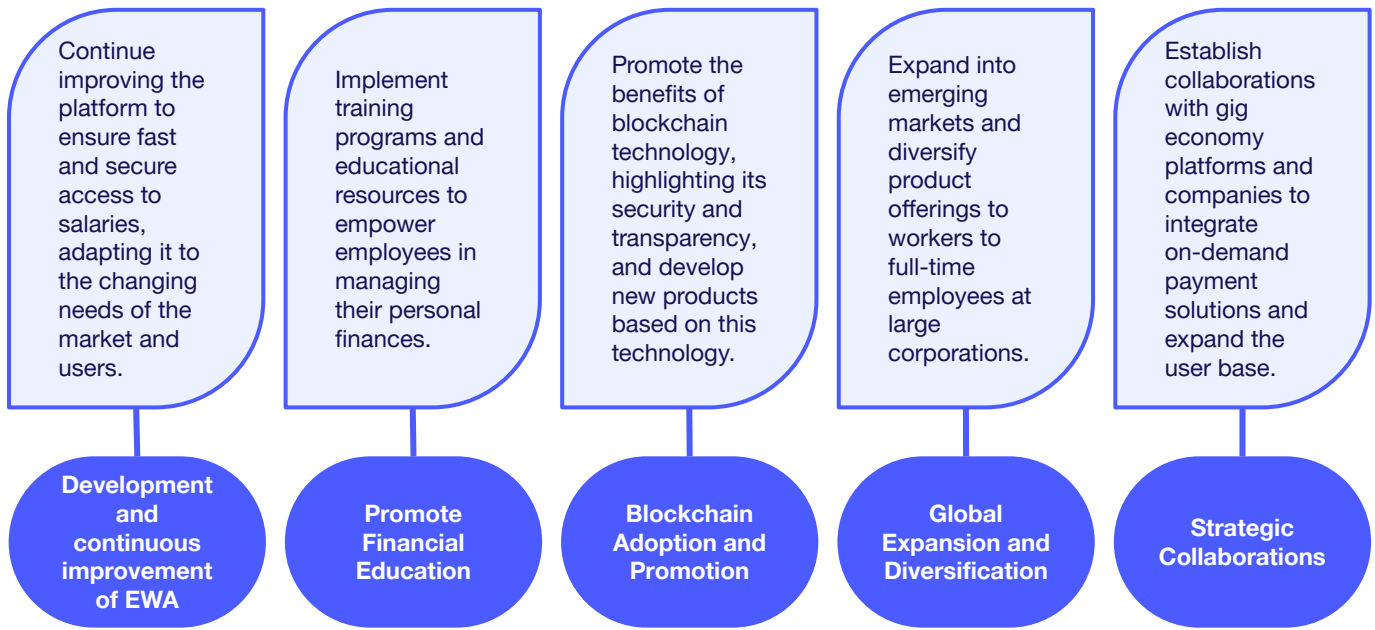 Continue
improving the
platform to
ensure fast
and secure
access to
salaries,
adapting it to
the changing
needs of the
market and
users.
Development
and
continuous
improvement
of EWA
Implement
training
programs and
educational
resources to
empower
employees in
managing
their personal
finances.
Promote
Financial
Education
Promote the
benefits of
blockchain
technology,
highlighting its
security and
transparency,
and develop
new products
based on this
technology.
Blockchain
Adoption and
Promotion
Expand into
emerging
markets and
diversify
product
offerings to
workers to
full-time
employees at
large
corporations.
Global
Expansion and
Diversification
Establish
collaborations
with gig
economy
platforms and
companies to
integrate
on-demand
payment
solutions and
expand the
user base.
Strategic
Collaborations